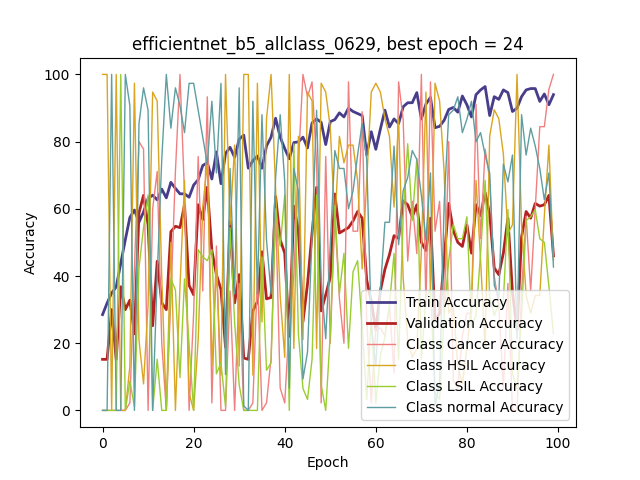 efficientnet_b5_allclass_0629, best epoch = 24
100
80
60
40
20
0
Accuracy
0 20 40 60 80 100
Epoch
Train Accuracy
Validation Accuracy
Class Cancer Accuracy
Class HSIL Accuracy
Class LSIL Accuracy
Class normal Accuracy